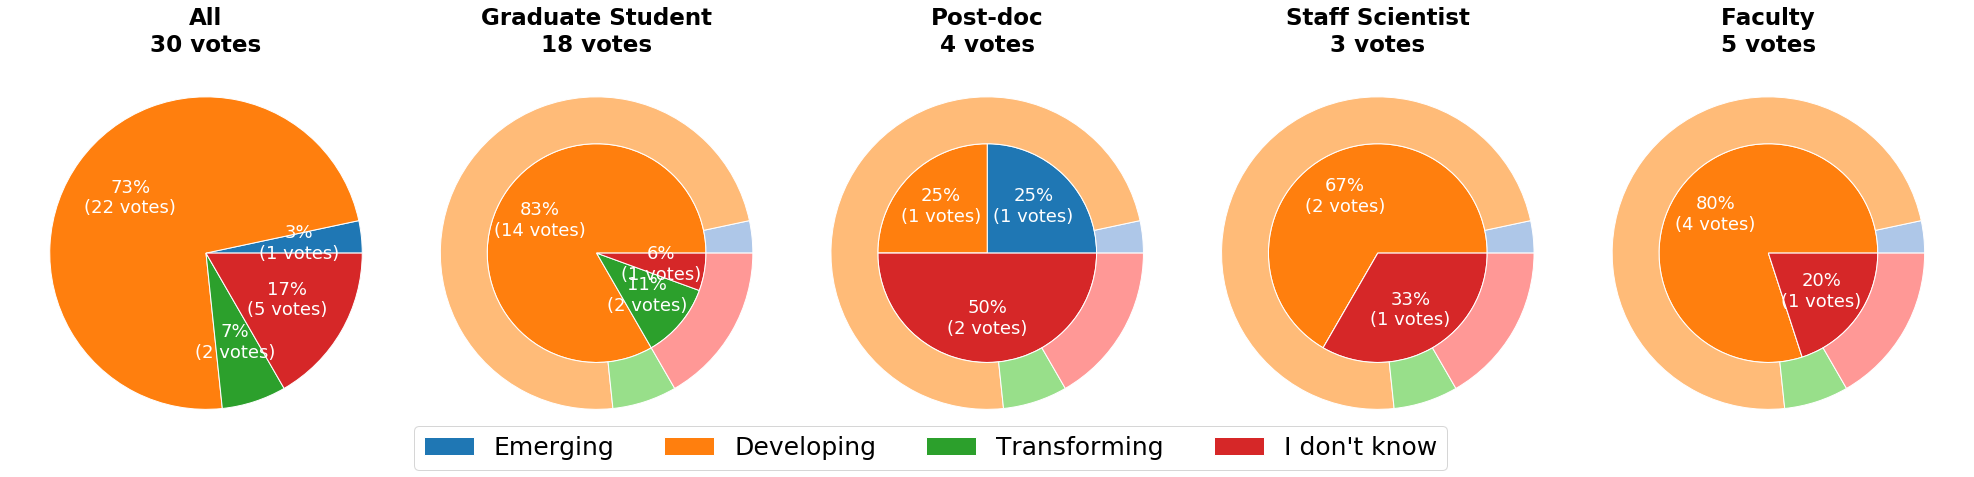 All
30 votes
73%
(22 votes)
3%
(1 votes)
17%
(5 votes)
7%
(2 votes)
Graduate Student
18 votes
83%
(14 votes)
6%
(1 votes)
11%
(2 votes)
Post-doc
4 votes
25%
(1 votes)
25%
(1 votes)
50%
(2 votes)
Staff Scientist
3 votes
67%
(2 votes)
33%
(1 votes)
Faculty
5 votes
80%
(4 votes)
20%
(1 votes)
Emerging
Developing
Transforming
I don't know